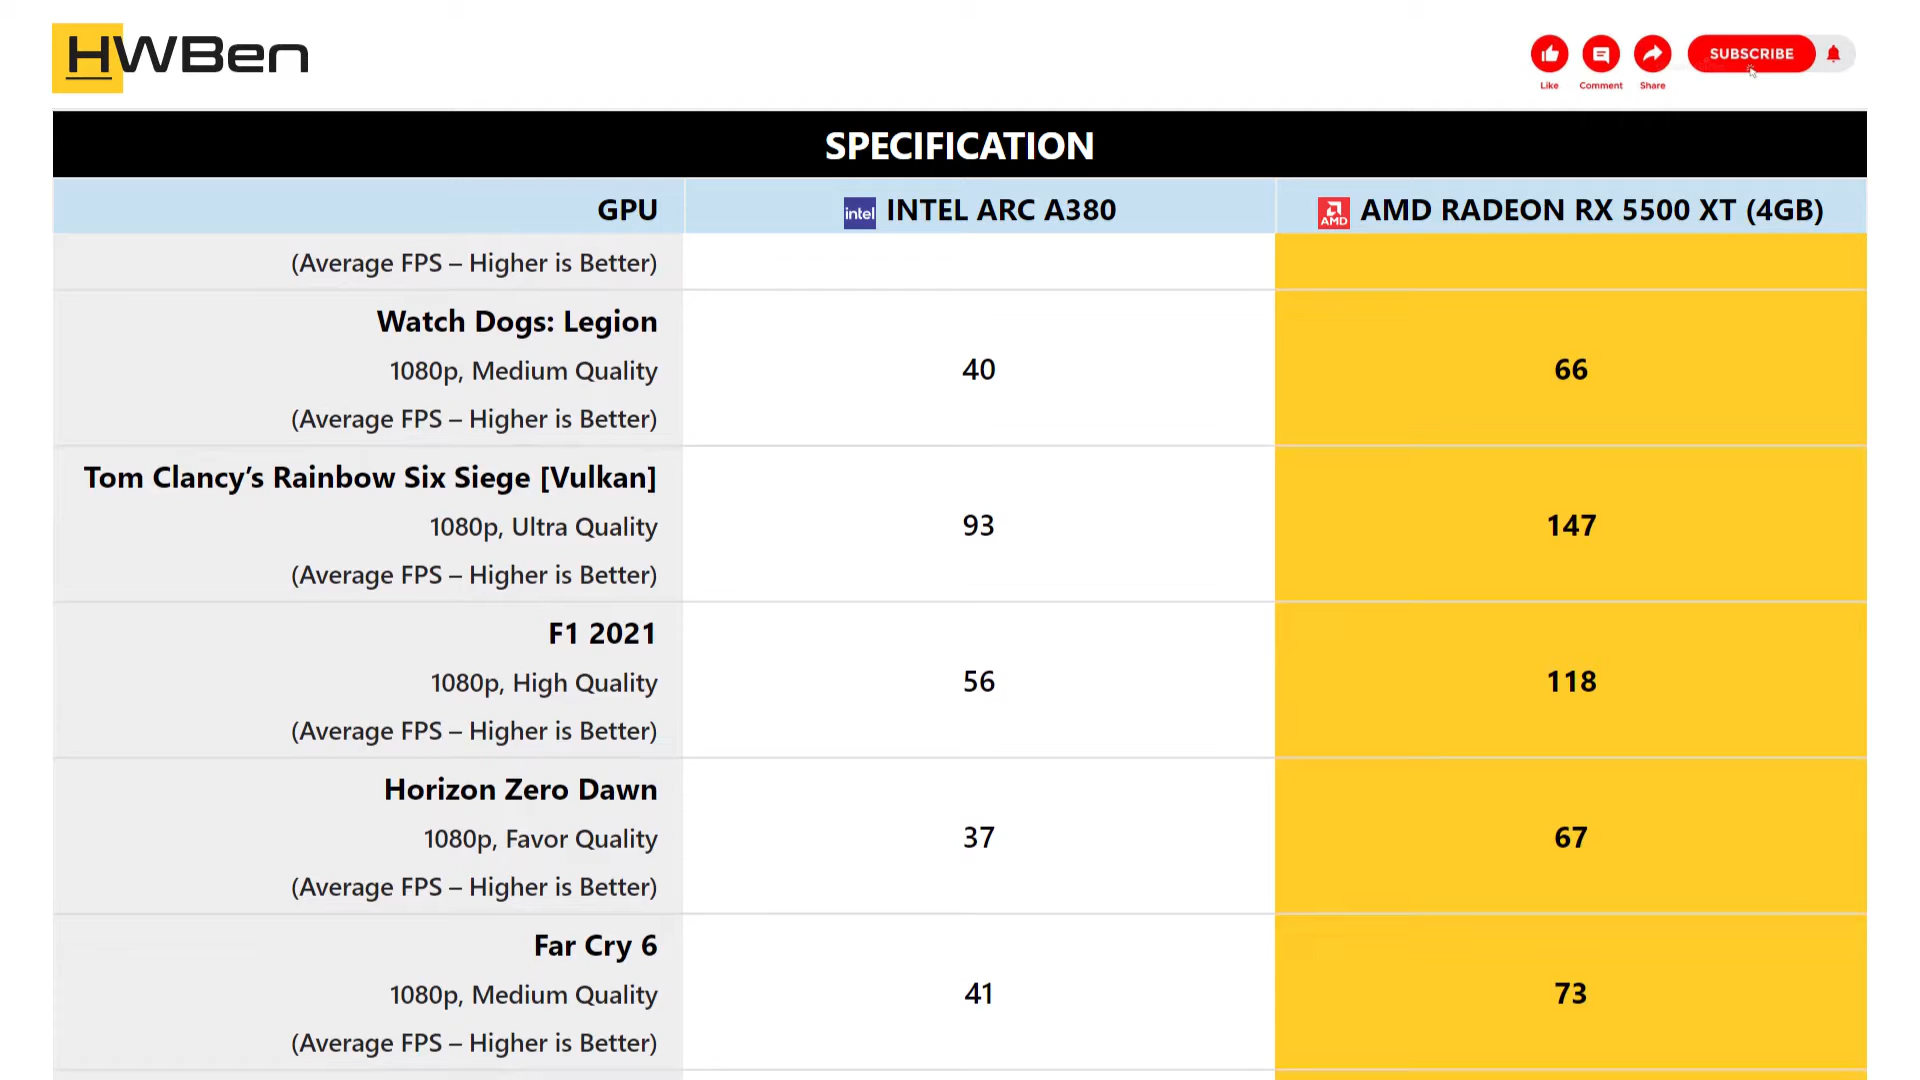 HWBen
SUBSCRIBE
Like Comment Share
SPECIFICATION
GPU intel INTEL ARC A380 AMD AMD RADEON RX 5500 XT (4GB)
(Average FPS – Higher is Better)
Watch Dogs: Legion
1080p, Medium Quality 40 66
(Average FPS – Higher is Better)
Tom Clancy’s Rainbow Six Siege [Vulkan]
1080p, Ultra Quality 93 147
(Average FPS – Higher is Better)
F1 2021
1080p, High Quality 56 118
(Average FPS – Higher is Better)
Horizon Zero Dawn
1080p, Favor Quality 37 67
(Average FPS – Higher is Better)
Far Cry 6
1080p, Medium Quality 41 73
(Average FPS – Higher is Better)